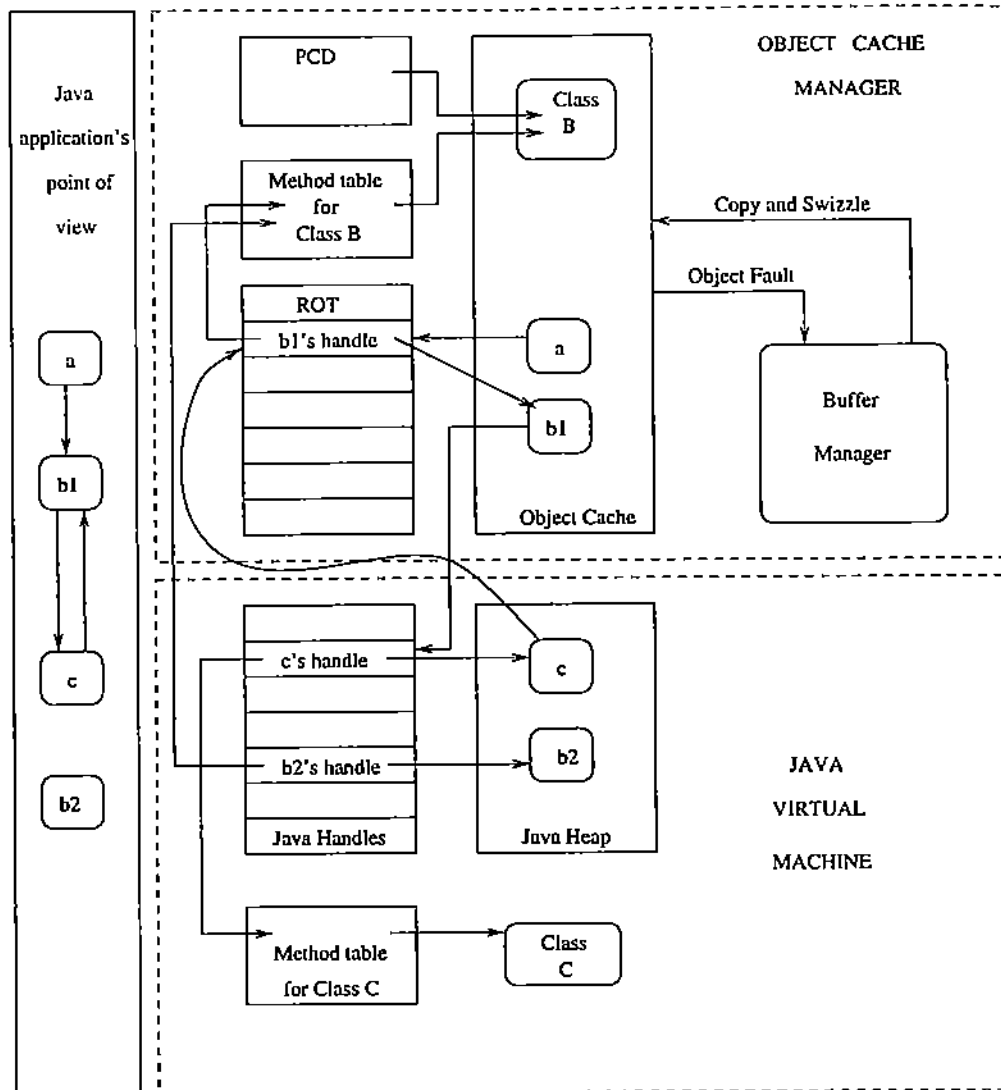 Java
application's
point of
view
a
b1
c
b2
OBJECT CACHE
MANAGER
PCD
Class
B
Method table
for
Class B
Copy and Swizzle
Object Fault
ROT
b1's handle
a
b1
Buffer
Manager
Object Cache
c's handle
c
b2's handle
b2
Java Handles
Java Heap
JAVA
VIRTUAL
MACHINE
Method table
for Class C
Class
C